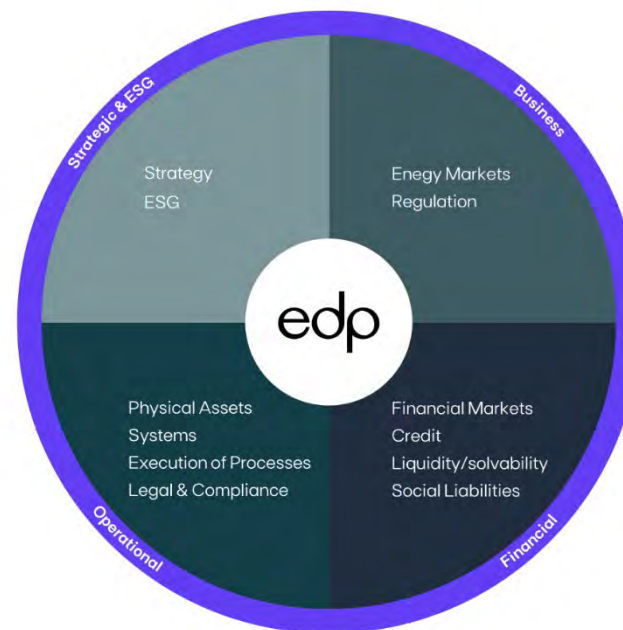 Strategic & ESG
Business
Strategy
ESG
Enegy Markets
Regulation
edp
Physical Assets
Systems
Execution of Processes
Legal & Compliance
Financial Markets
Credit
Liquidity/solvability
Social Liabilities
Operational
Financial